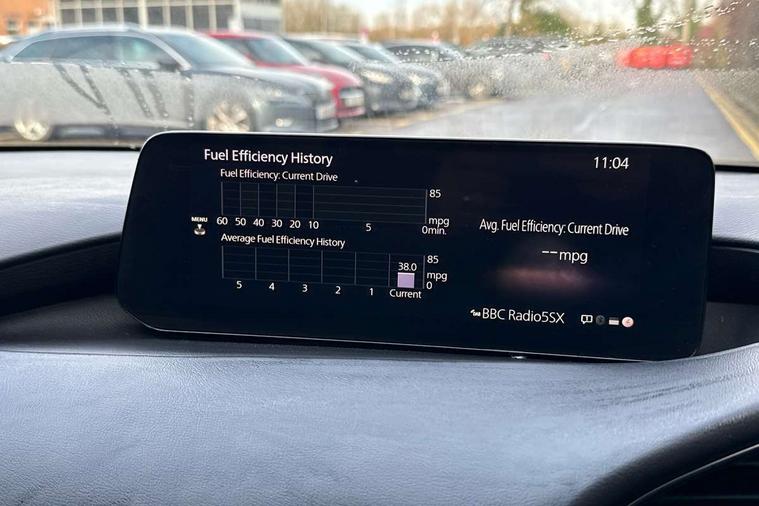 Fuel Efficiency History
11:04
Fuel Efficiency: Current Drive
85
mpg
MENU
60 50 40 30 20 10 5 0min.
Avg. Fuel Efficiency: Current Drive
--mpg
Average Fuel Efficiency History
85
38.0
mpg
0
5 4 3 2 1 Current
BBC Radio5SX